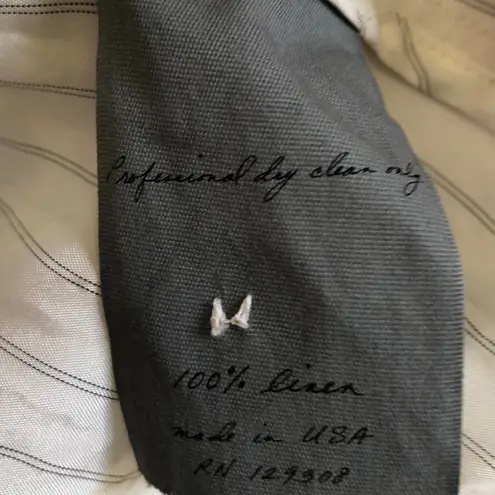 Professional dry clean only
100% linen
made in USA
RN 129308